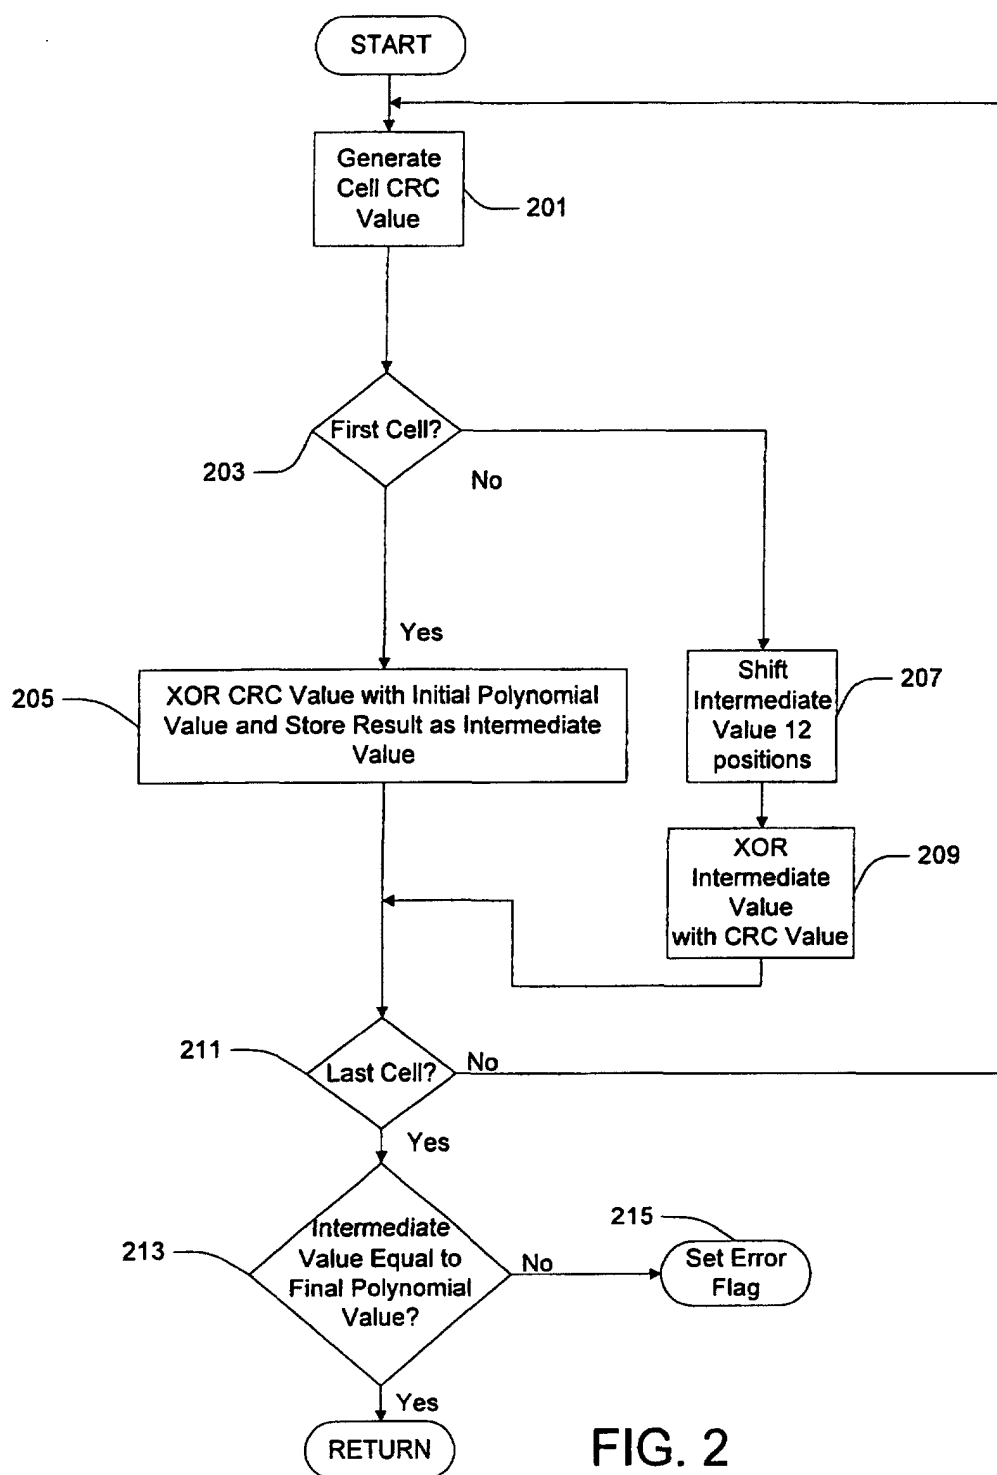 START
Generate
Cell CRC
Value
201
First Cell?
203
No
Yes
205
XOR CRC Value with Initial Polynomial
Value and Store Result as Intermediate
Value
Shift
Intermediate
Value 12
positions
207
XOR
Intermediate
Value
with CRC Value
209
211
Last Cell?
No
Yes
213
Intermediate
Value Equal to
Final Polynomial
Value?
No
215
Set Error
Flag
Yes
RETURN
FIG. 2